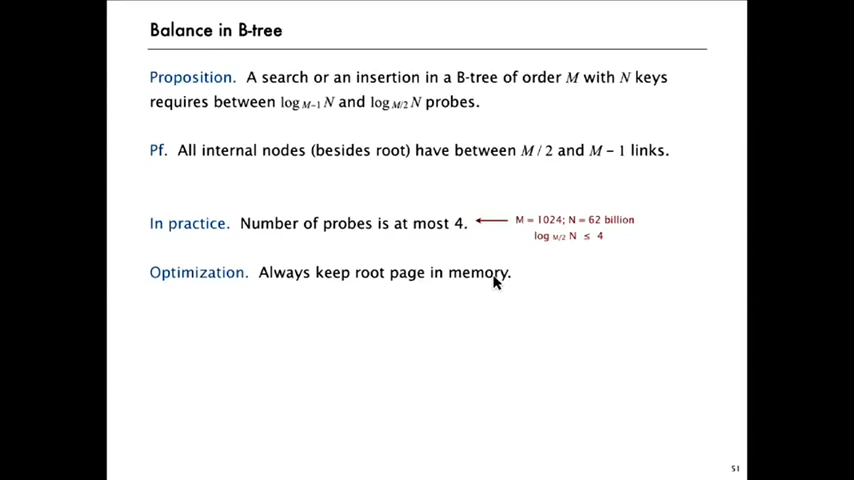 Balance in B-tree
Proposition. A search or an insertion in a B-tree of order M with N keys
requires between log M-1 N and log M/2 N probes.
Pf. All internal nodes (besides root) have between M / 2 and M – 1 links.
In practice. Number of probes is at most 4.
M = 1024; N = 62 billion
log M/2 N ≤ 4
Optimization. Always keep root page in memory.
51